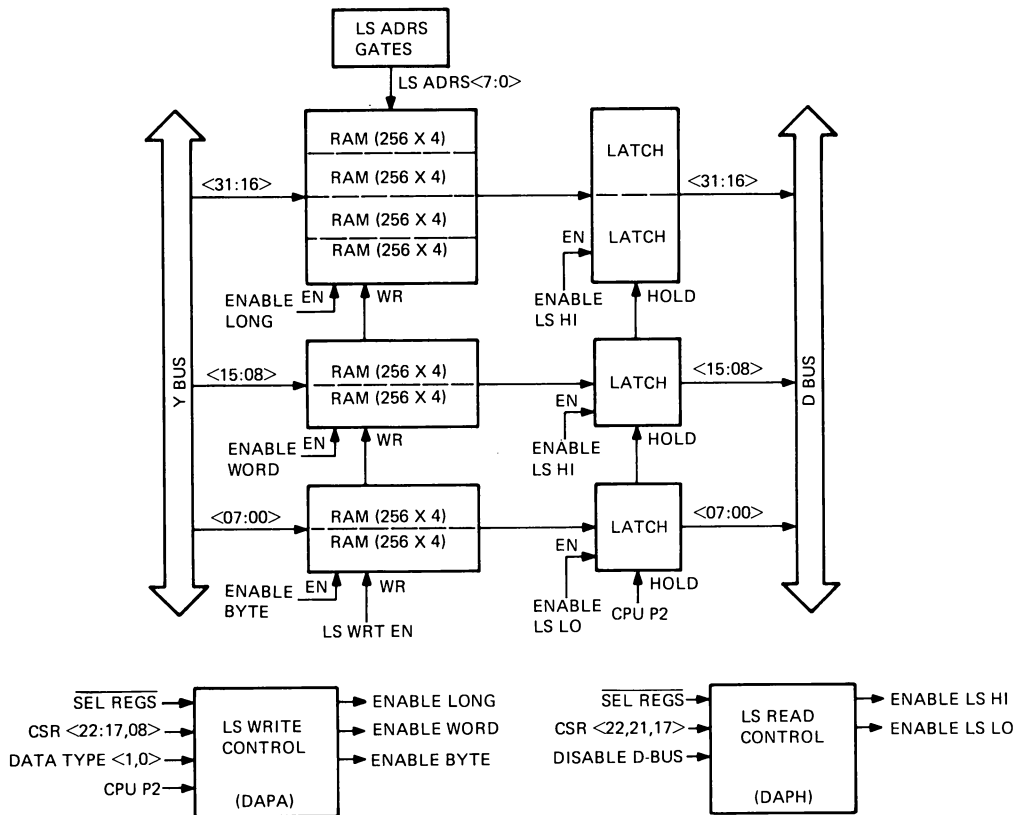 LS ADRS
GATES
LS ADRS<7:0>
RAM (256 X 4)
RAM (256 X 4)
RAM (256 X 4)
RAM (256 X 4)
LATCH
LATCH
<31:16>
<31:16>
EN
ENABLE
LONG
EN
WR
ENABLE
LS HI
HOLD
Y BUS
D BUS
<15:08>
RAM (256 X 4)
RAM (256 X 4)
LATCH
<15:08>
EN
ENABLE
WORD
EN
WR
ENABLE
LS HI
HOLD
<07:00>
RAM (256 X 4)
RAM (256 X 4)
LATCH
<07:00>
EN
ENABLE
BYTE
EN
WR
LS WRT EN
ENABLE
LS LO
HOLD
CPU P2
SEL REGS
CSR <22:17,08>
DATA TYPE <1,0>
CPU P2
LS WRITE
CONTROL
(DAPA)
ENABLE LONG
ENABLE WORD
ENABLE BYTE
SEL REGS
CSR <22,21,17>
DISABLE D-BUS
LS READ
CONTROL
(DAPH)
ENABLE LS HI
ENABLE LS LO